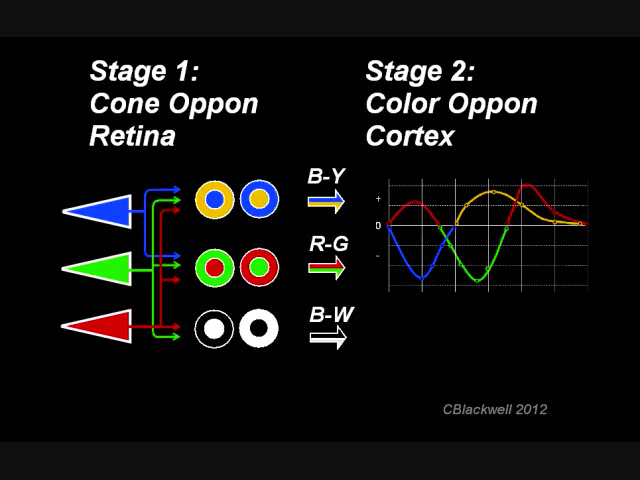 Stage 1:
Cone Oppon
Retina
Stage 2:
Color Oppon
Cortex
B-Y
R-G
B-W
+
0
-
CBlackwell 2012